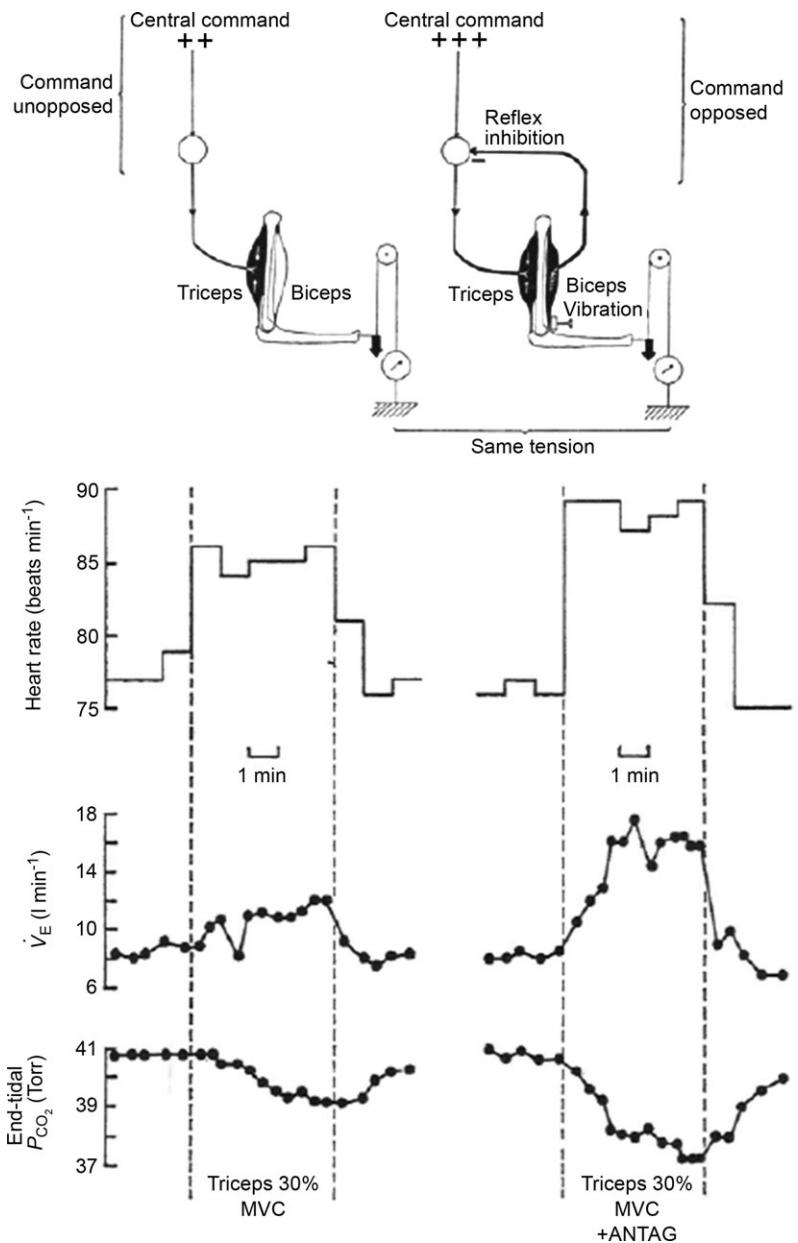 Central command
++
Central command
+++
Command
unopposed
Command
opposed
Reflex
inhibition
−
Triceps
Biceps
Triceps
Biceps
Vibration
Same tension
Heart rate (beats min⁻¹)
90
85
80
75
1 min
1 min
V̇E (l min⁻¹)
18
14
10
6
End-tidal
PCO₂ (Torr)
41
39
37
Triceps 30%
MVC
Triceps 30%
MVC
+ANTAG